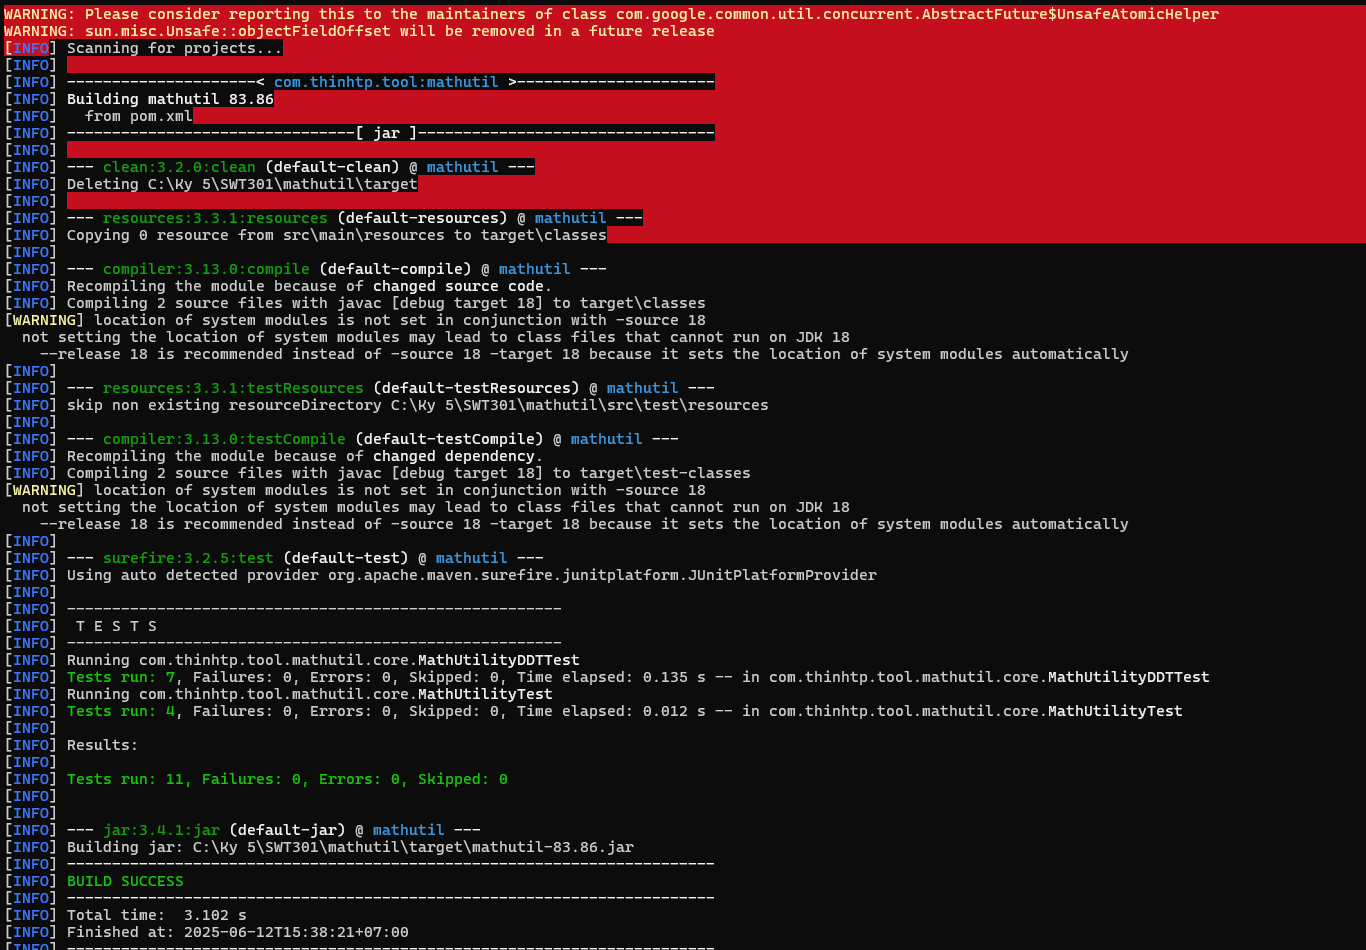 WARNING: Please consider reporting this to the maintainers of class com.google.common.util.concurrent.AbstractFuture$UnsafeAtomicHelper
WARNING: sun.misc.Unsafe::objectFieldOffset will be removed in a future release
[INFO] Scanning for projects...
[INFO]
[INFO] ---------------------< com.thinhtp.tool:mathutil >----------------------
[INFO] Building mathutil 83.86
[INFO]   from pom.xml
[INFO] --------------------------------[ jar ]---------------------------------
[INFO]
[INFO] --- clean:3.2.0:clean (default-clean) @ mathutil ---
[INFO] Deleting C:\Ky 5\SWT301\mathutil\target
[INFO]
[INFO] --- resources:3.3.1:resources (default-resources) @ mathutil ---
[INFO] Copying 0 resource from src\main\resources to target\classes
[INFO]
[INFO] --- compiler:3.13.0:compile (default-compile) @ mathutil ---
[INFO] Recompiling the module because of changed source code.
[INFO] Compiling 2 source files with javac [debug target 18] to target\classes
[WARNING] location of system modules is not set in conjunction with -source 18
  not setting the location of system modules may lead to class files that cannot run on JDK 18
    --release 18 is recommended instead of -source 18 -target 18 because it sets the location of system modules automatically
[INFO]
[INFO] --- resources:3.3.1:testResources (default-testResources) @ mathutil ---
[INFO] skip non existing resourceDirectory C:\Ky 5\SWT301\mathutil\src\test\resources
[INFO]
[INFO] --- compiler:3.13.0:testCompile (default-testCompile) @ mathutil ---
[INFO] Recompiling the module because of changed dependency.
[INFO] Compiling 2 source files with javac [debug target 18] to target\test-classes
[WARNING] location of system modules is not set in conjunction with -source 18
  not setting the location of system modules may lead to class files that cannot run on JDK 18
    --release 18 is recommended instead of -source 18 -target 18 because it sets the location of system modules automatically
[INFO]
[INFO] --- surefire:3.2.5:test (default-test) @ mathutil ---
[INFO] Using auto detected provider org.apache.maven.surefire.junitplatform.JUnitPlatformProvider
[INFO]
[INFO] -------------------------------------------------------
[INFO]  T E S T S
[INFO] -------------------------------------------------------
[INFO] Running com.thinhtp.tool.mathutil.core.MathUtilityDDTTest
[INFO] Tests run: 7, Failures: 0, Errors: 0, Skipped: 0, Time elapsed: 0.135 s -- in com.thinhtp.tool.mathutil.core.MathUtilityDDTTest
[INFO] Running com.thinhtp.tool.mathutil.core.MathUtilityTest
[INFO] Tests run: 4, Failures: 0, Errors: 0, Skipped: 0, Time elapsed: 0.012 s -- in com.thinhtp.tool.mathutil.core.MathUtilityTest
[INFO]
[INFO] Results:
[INFO]
[INFO] Tests run: 11, Failures: 0, Errors: 0, Skipped: 0
[INFO]
[INFO]
[INFO] --- jar:3.4.1:jar (default-jar) @ mathutil ---
[INFO] Building jar: C:\Ky 5\SWT301\mathutil\target\mathutil-83.86.jar
[INFO] ------------------------------------------------------------------------
[INFO] BUILD SUCCESS
[INFO] ------------------------------------------------------------------------
[INFO] Total time:  3.102 s
[INFO] Finished at: 2025-06-12T15:38:21+07:00
[INFO] ------------------------------------------------------------------------